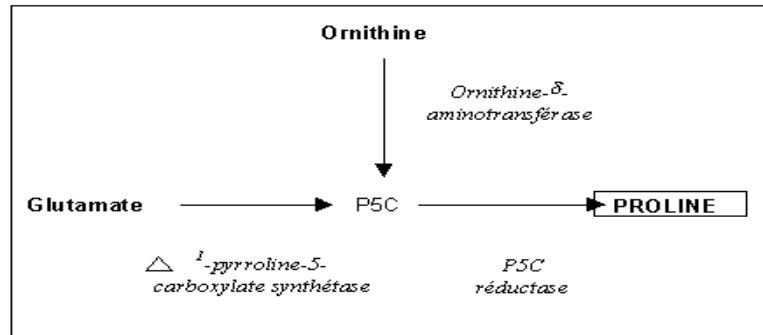 Ornithine
Ornithine-δ-
aminotransférase
Glutamate
P5C
PROLINE
△ 1-pyrroline-5-
carboxylate synthétase
P5C
réductase